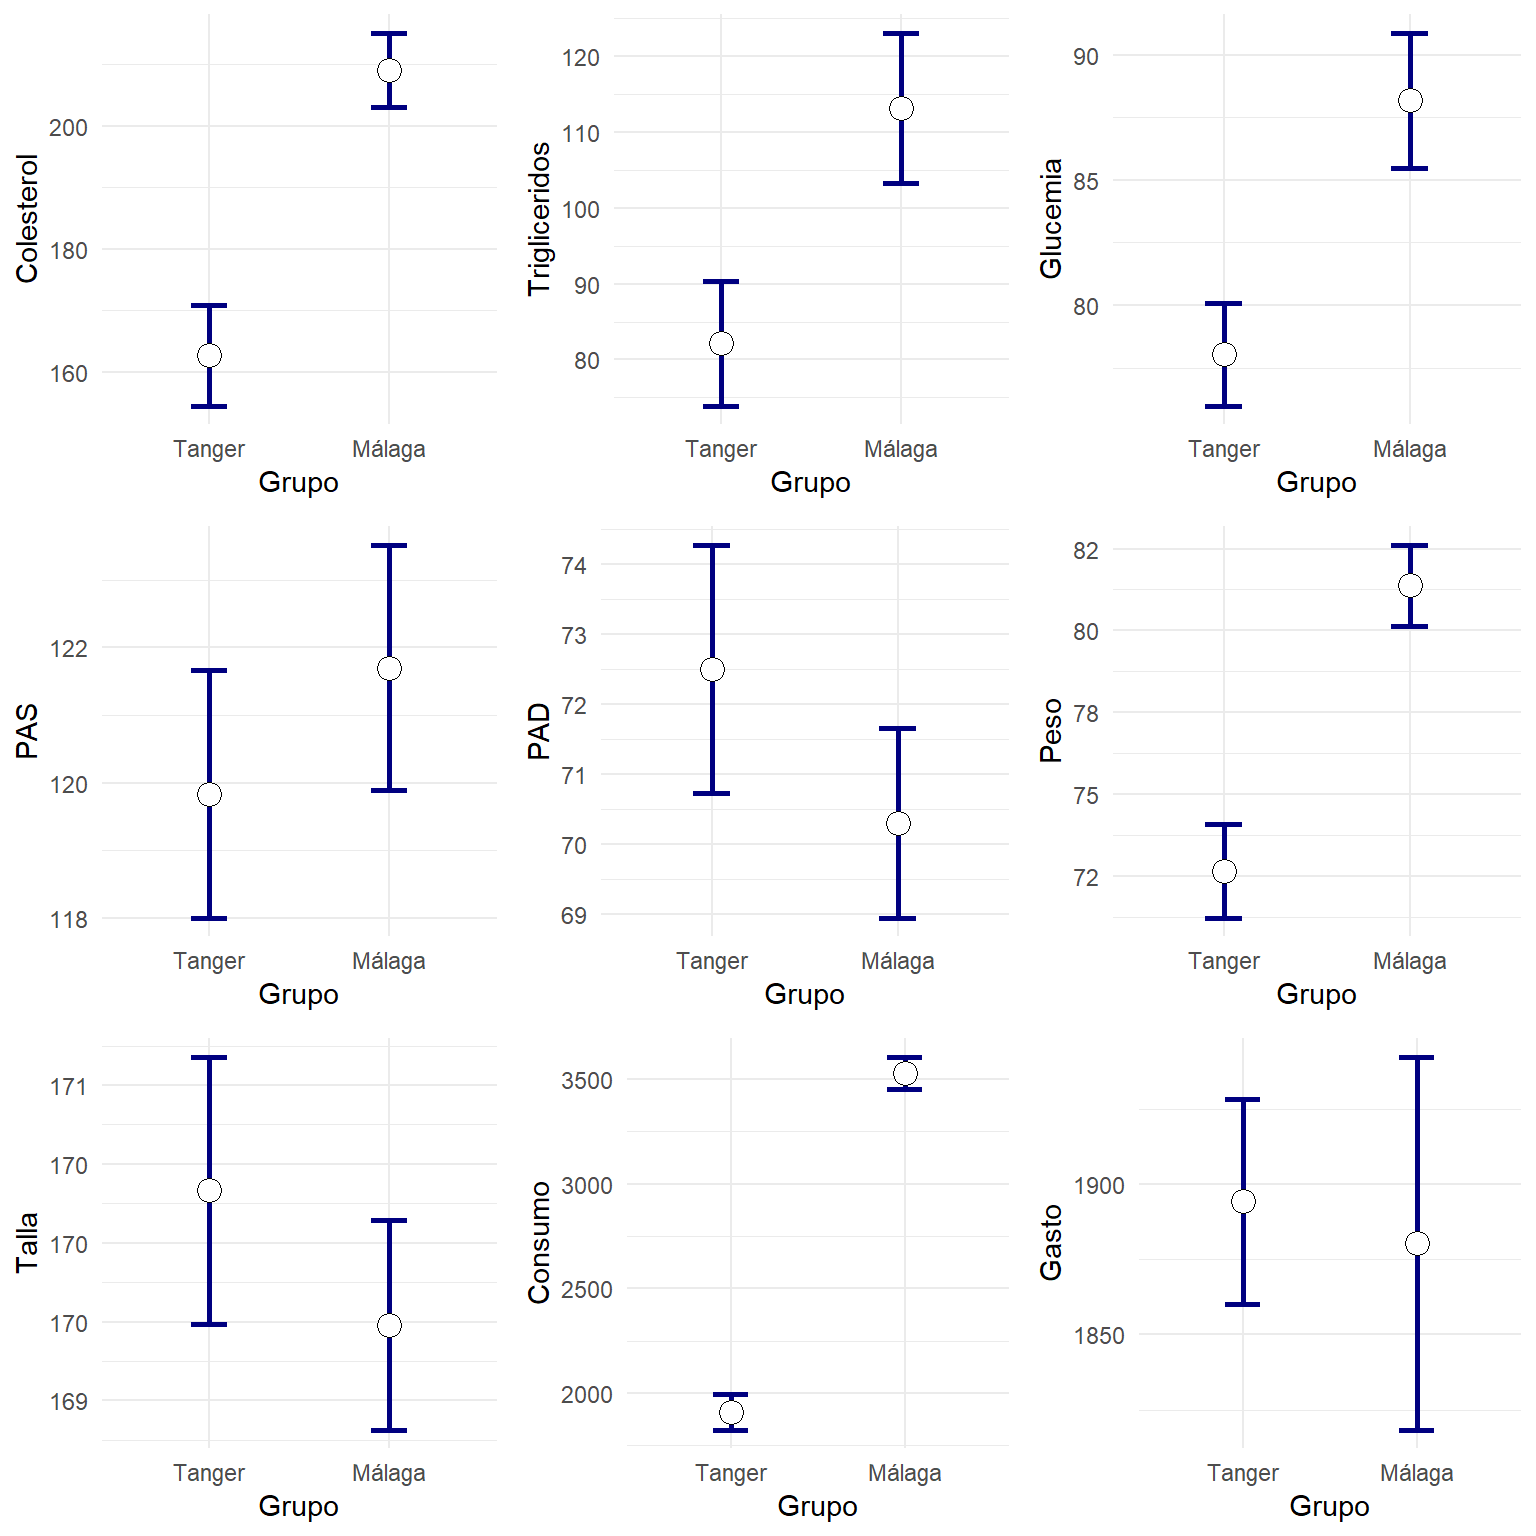 Colesterol
200
180
160
Tanger Málaga
Grupo
Trigliceridos
120
110
100
90
80
Tanger Málaga
Grupo
Glucemia
90
85
80
Tanger Málaga
Grupo
PAS
122
120
118
Tanger Málaga
Grupo
PAD
74
73
72
71
70
69
Tanger Málaga
Grupo
Peso
82
80
78
75
72
Tanger Málaga
Grupo
Talla
171
170
170
170
169
Tanger Málaga
Grupo
Consumo
3500
3000
2500
2000
Tanger Málaga
Grupo
Gasto
1900
1850
Tanger Málaga
Grupo